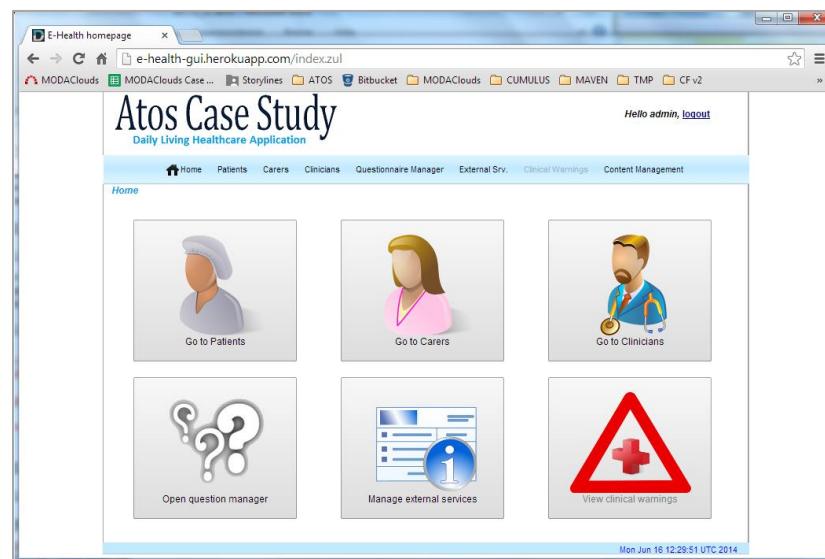 E-Health homepage
e-health-gui.herokuapp.com/index.zul
MODAClouds MODAClouds Case ... Storylines ATOS Bitbucket MODAClouds CUMULUS MAVEN TMP CF v2 »
Atos Case Study
Daily Living Healthcare Application
Hello admin, logout
Home Patients Carers Clinicians Questionnaire Manager External Srv. Clinical Warnings Content Management
Home
Go to Patients Go to Carers Go to Clinicians
Open question manager Manage external services View clinical warnings
Mon Jun 16 12:29:51 UTC 2014